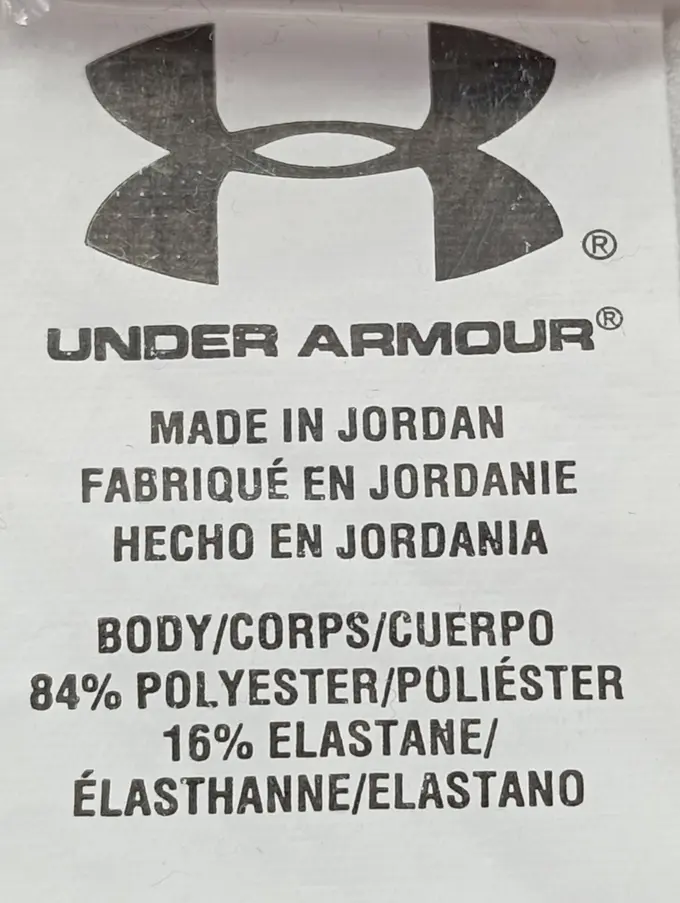 ®
UNDER ARMOUR®
MADE IN JORDAN
FABRIQUÉ EN JORDANIE
HECHO EN JORDANIA
BODY/CORPS/CUERPO
84% POLYESTER/POLIÉSTER
16% ELASTANE/
ÉLASTHANNE/ELASTANO